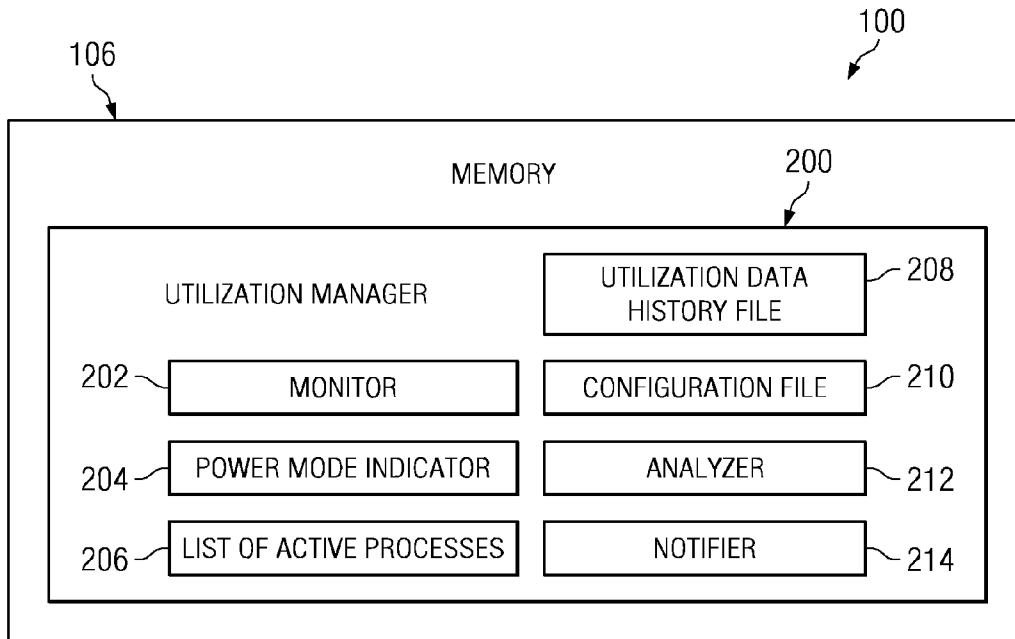 100
106
MEMORY
200
UTILIZATION MANAGER
UTILIZATION DATA
HISTORY FILE
208
202
MONITOR
CONFIGURATION FILE
210
204
POWER MODE INDICATOR
ANALYZER
212
206
LIST OF ACTIVE PROCESSES
NOTIFIER
214